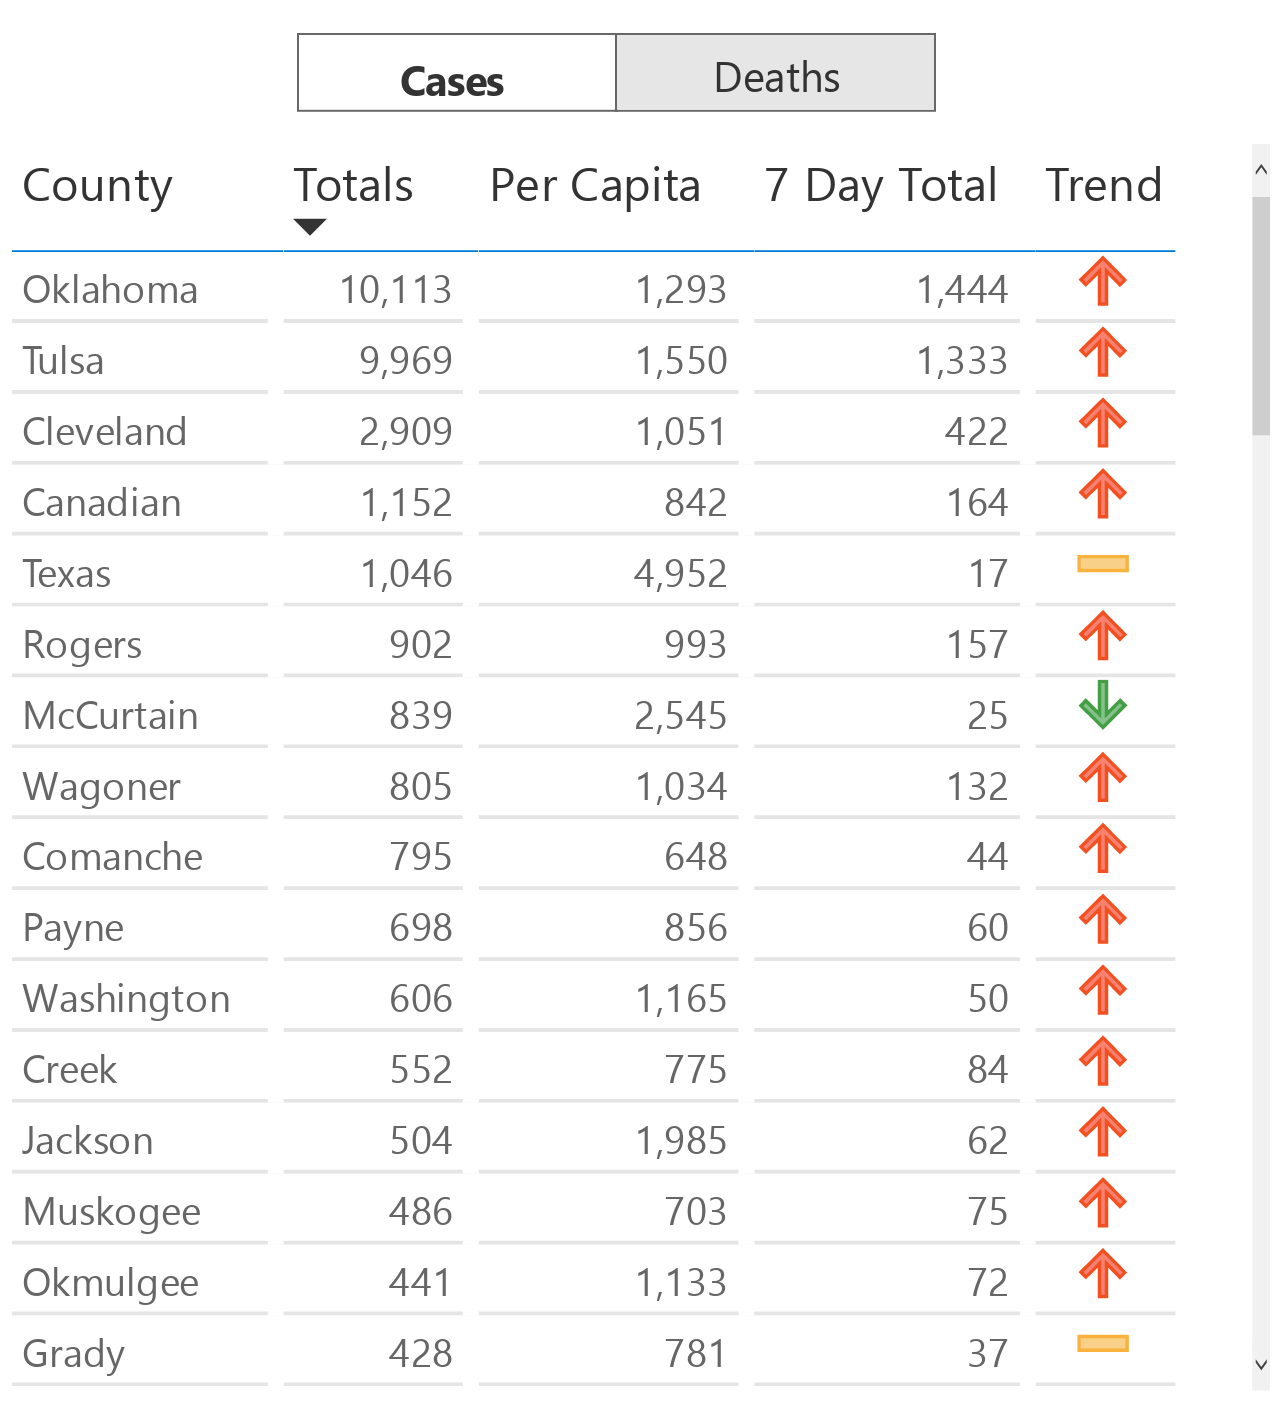 Cases Deaths
County Totals Per Capita 7 Day Total Trend
Oklahoma 10,113 1,293 1,444
Tulsa 9,969 1,550 1,333
Cleveland 2,909 1,051 422
Canadian 1,152 842 164
Texas 1,046 4,952 17
Rogers 902 993 157
McCurtain 839 2,545 25
Wagoner 805 1,034 132
Comanche 795 648 44
Payne 698 856 60
Washington 606 1,165 50
Creek 552 775 84
Jackson 504 1,985 62
Muskogee 486 703 75
Okmulgee 441 1,133 72
Grady 428 781 37